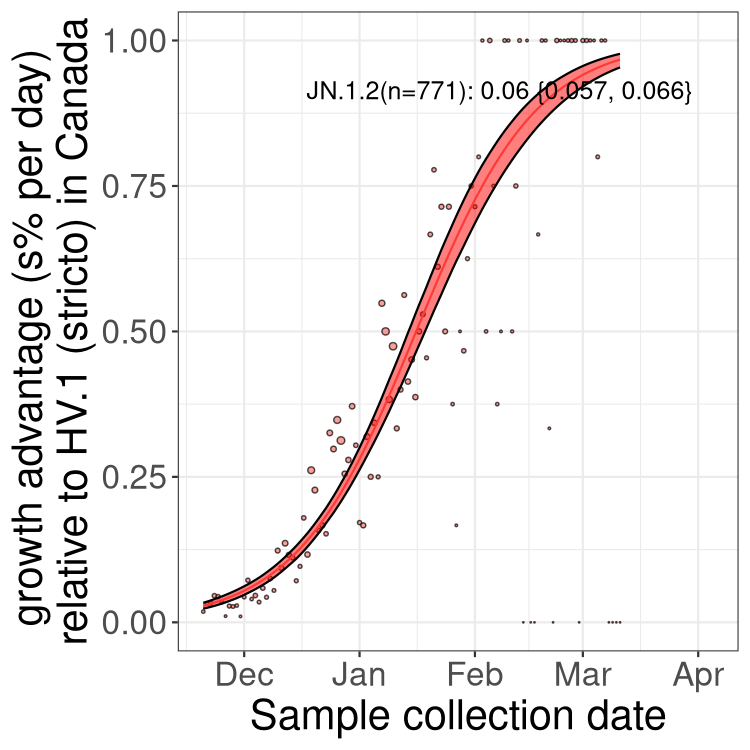 growth advantage (s% per day)
relative to HV.1 (stricto) in Canada
1.00
0.75
0.50
0.25
0.00
JN.1.2(n=771): 0.06 {0.057, 0.066}
Dec Jan Feb Mar Apr
Sample collection date